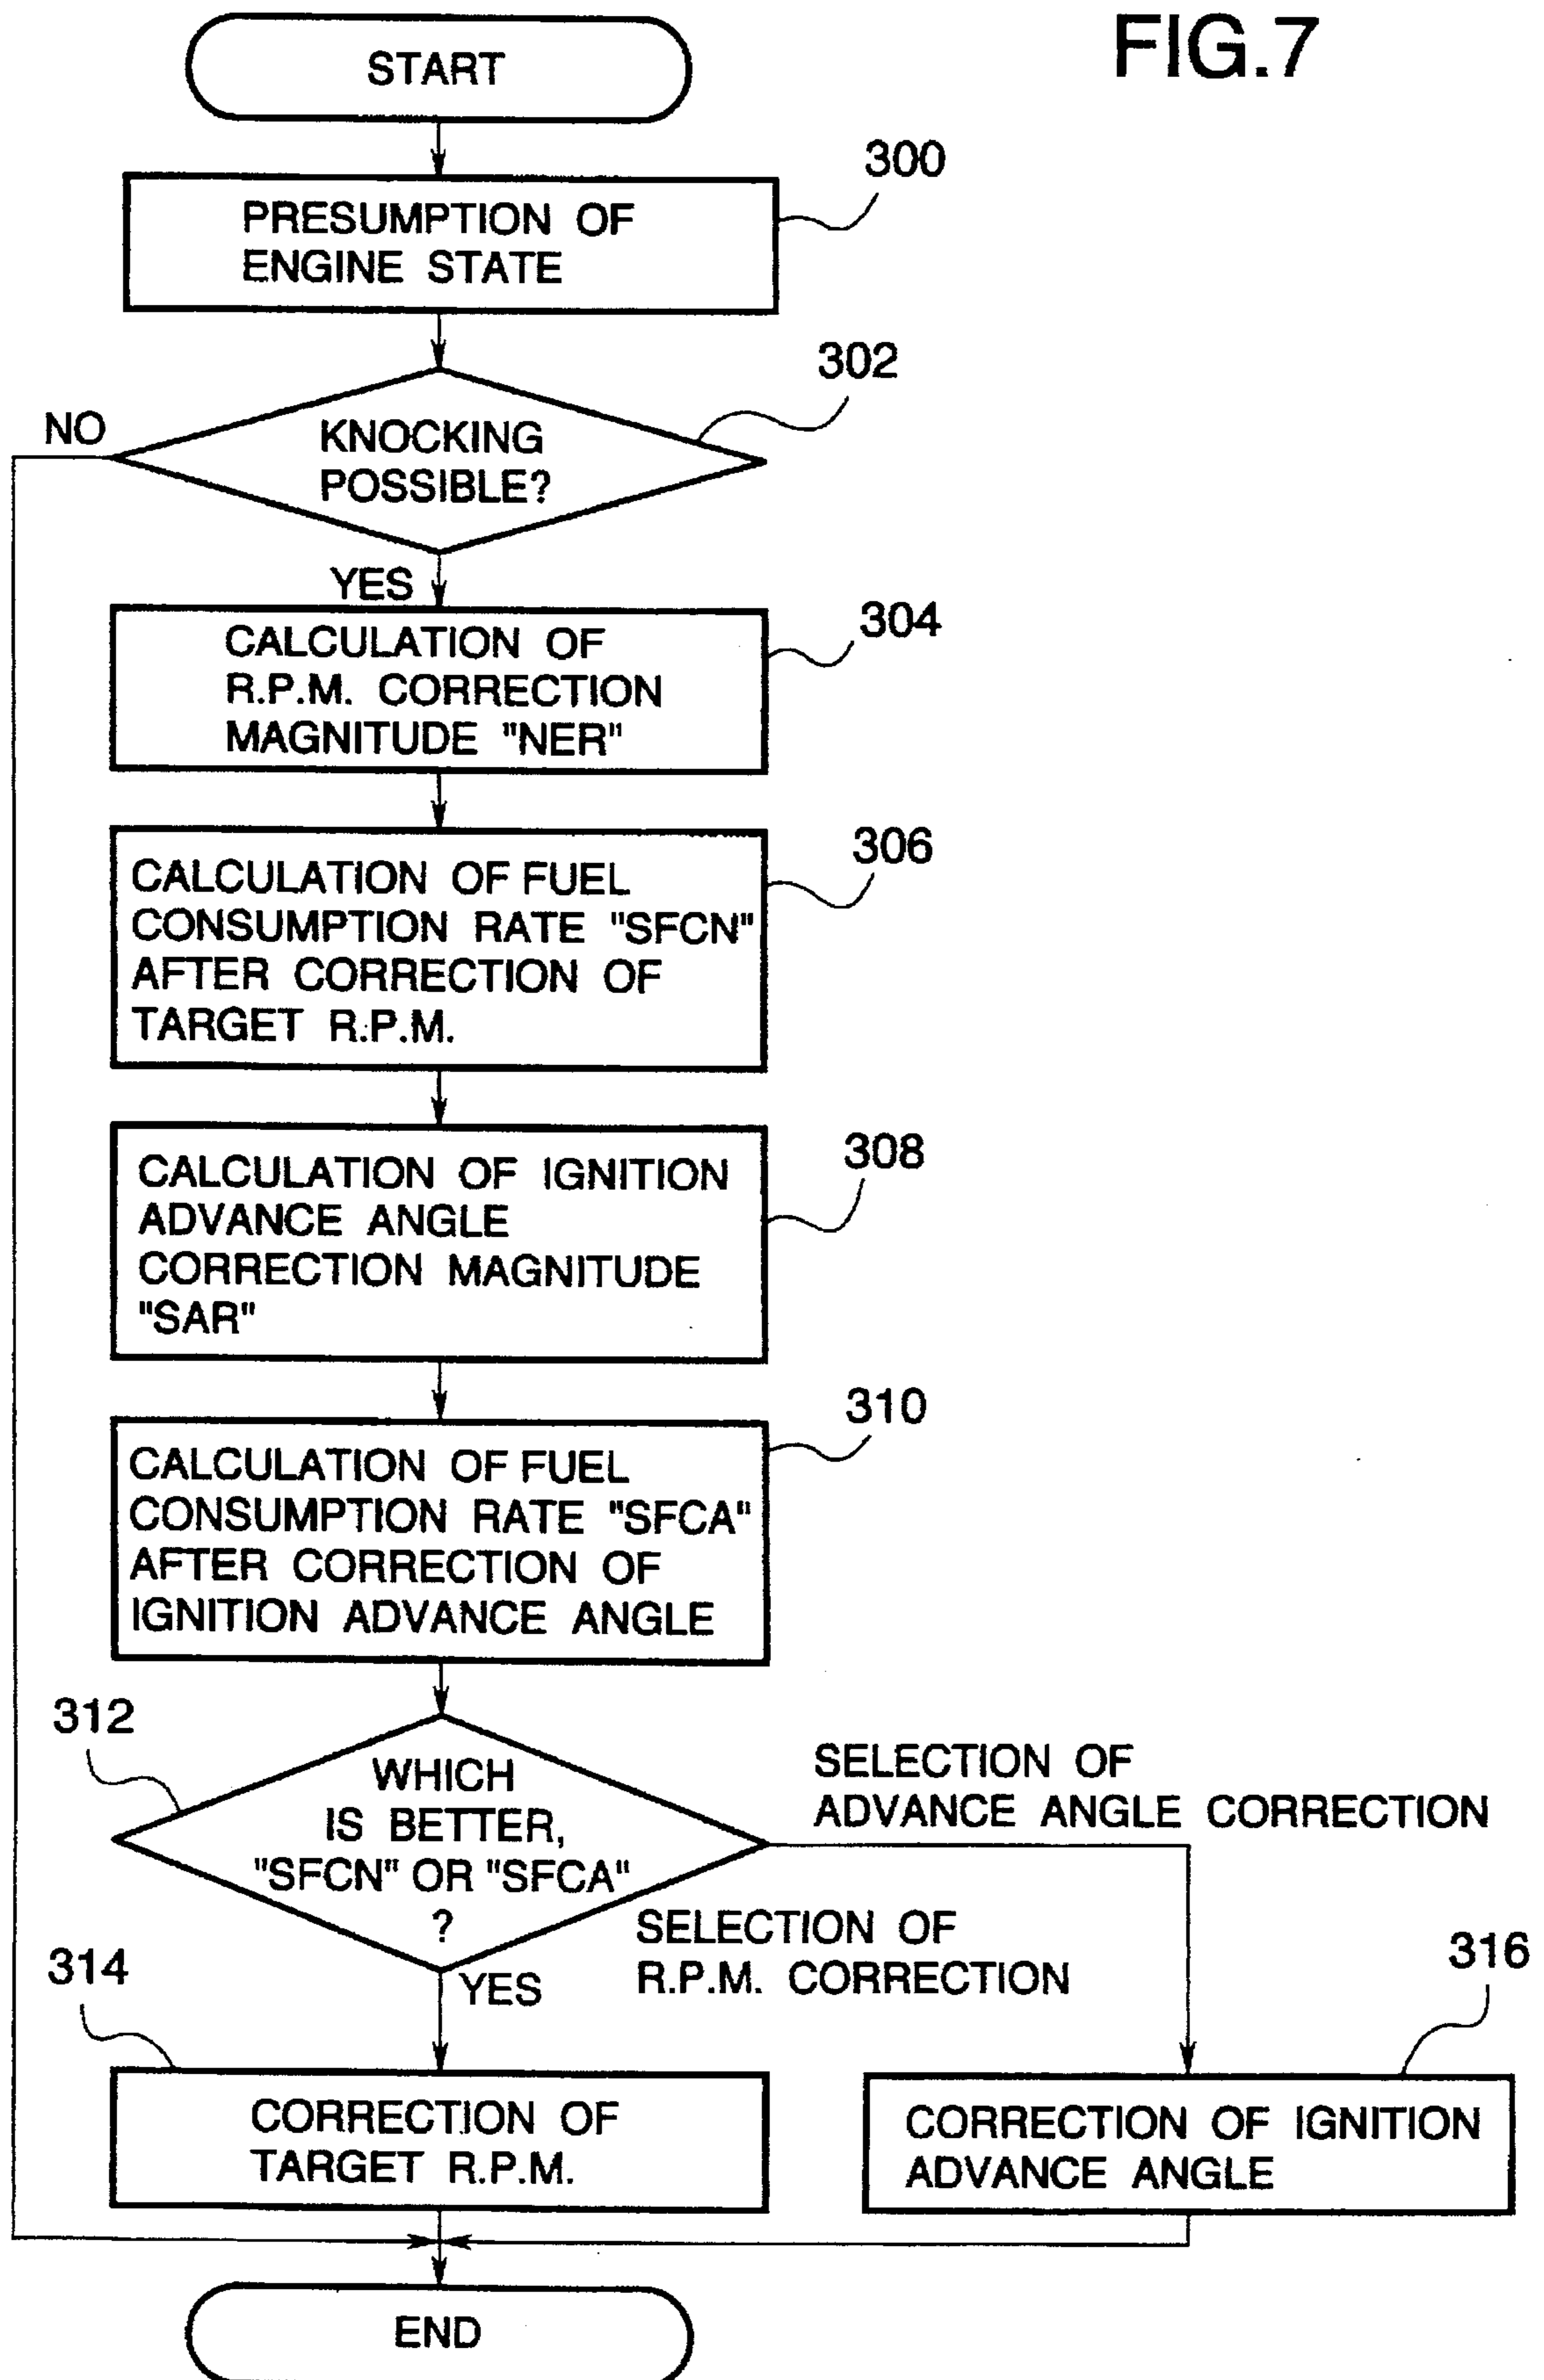 FIG.7
START
300
PRESUMPTION OF
ENGINE STATE
302
NO
KNOCKING
POSSIBLE?
YES
304
CALCULATION OF
R.P.M. CORRECTION
MAGNITUDE "NER"
306
CALCULATION OF FUEL
CONSUMPTION RATE "SFCN"
AFTER CORRECTION OF
TARGET R.P.M.
308
CALCULATION OF IGNITION
ADVANCE ANGLE
CORRECTION MAGNITUDE
"SAR"
310
CALCULATION OF FUEL
CONSUMPTION RATE "SFCA"
AFTER CORRECTION OF
IGNITION ADVANCE ANGLE
312
WHICH
IS BETTER,
"SFCN" OR "SFCA"
?
SELECTION OF
ADVANCE ANGLE CORRECTION
SELECTION OF
R.P.M. CORRECTION
YES
314
CORRECTION OF
TARGET R.P.M.
316
CORRECTION OF IGNITION
ADVANCE ANGLE
END